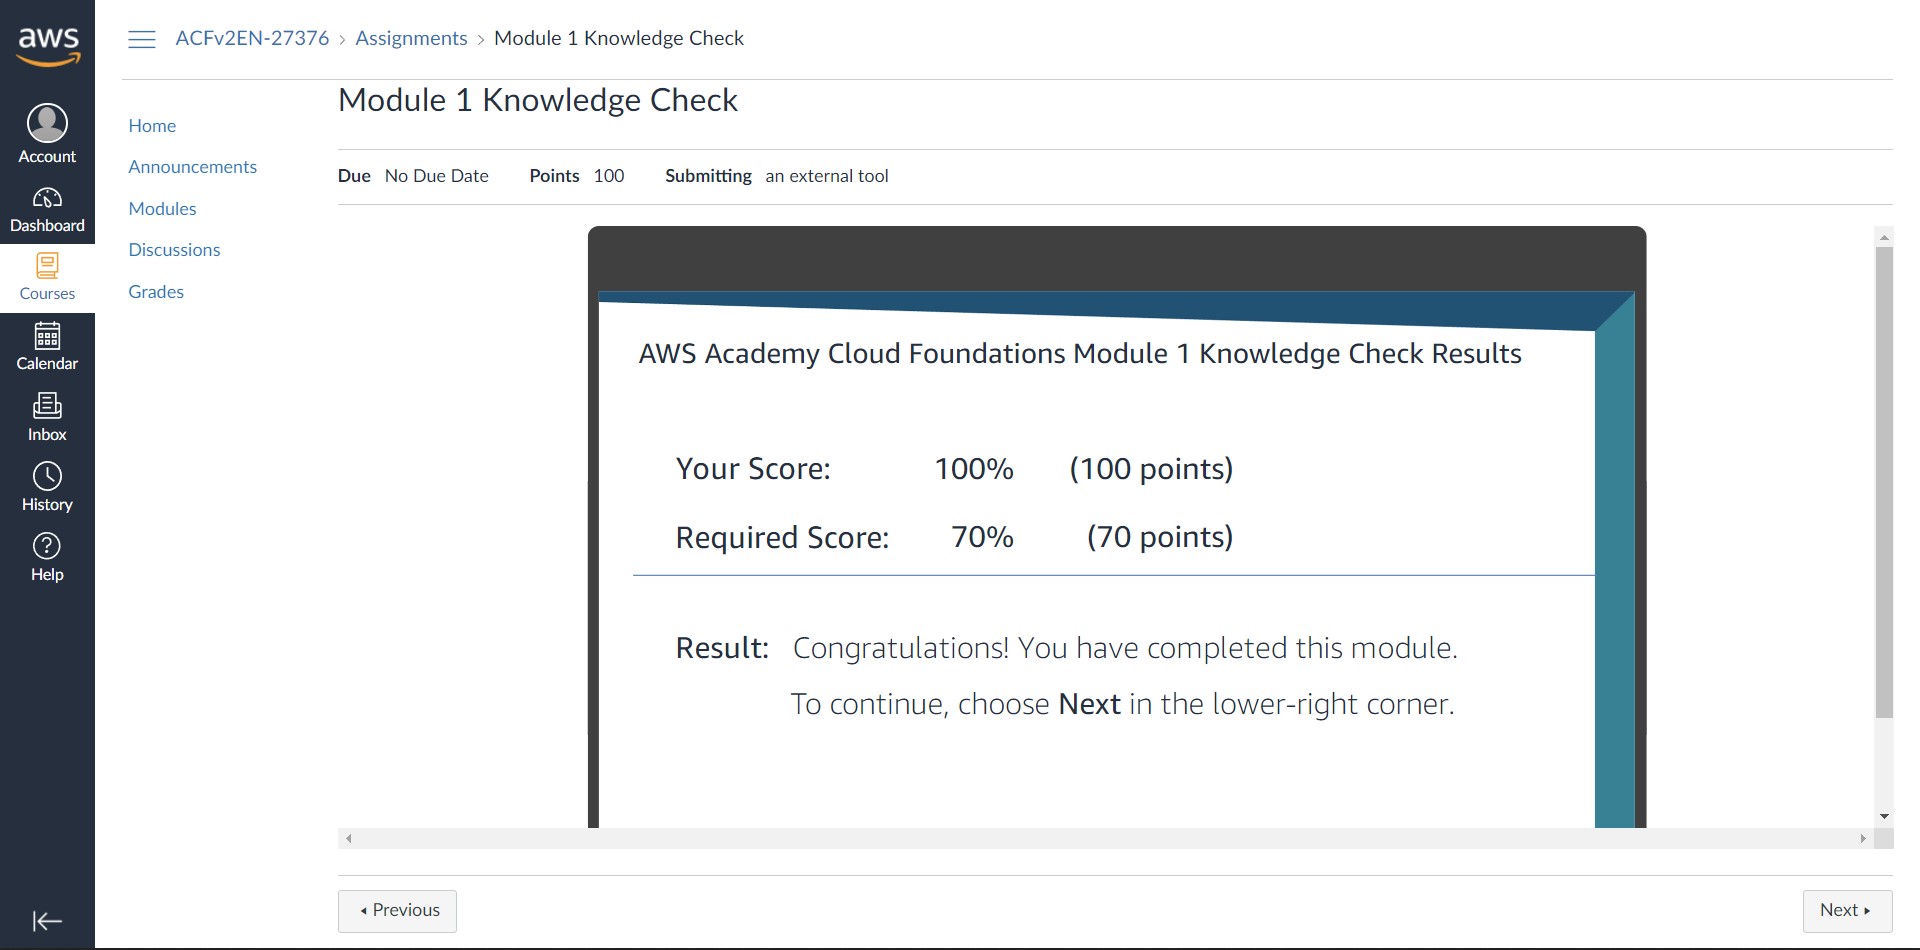 aws
Account
Dashboard
Courses
Calendar
Inbox
History
Help
ACFv2EN-27376 › Assignments › Module 1 Knowledge Check
Home
Announcements
Modules
Discussions
Grades
Module 1 Knowledge Check
Due No Due Date Points 100 Submitting an external tool
AWS Academy Cloud Foundations Module 1 Knowledge Check Results
Your Score: 100% (100 points)
Required Score: 70% (70 points)
Result: Congratulations! You have completed this module.
To continue, choose Next in the lower-right corner.
Previous
Next